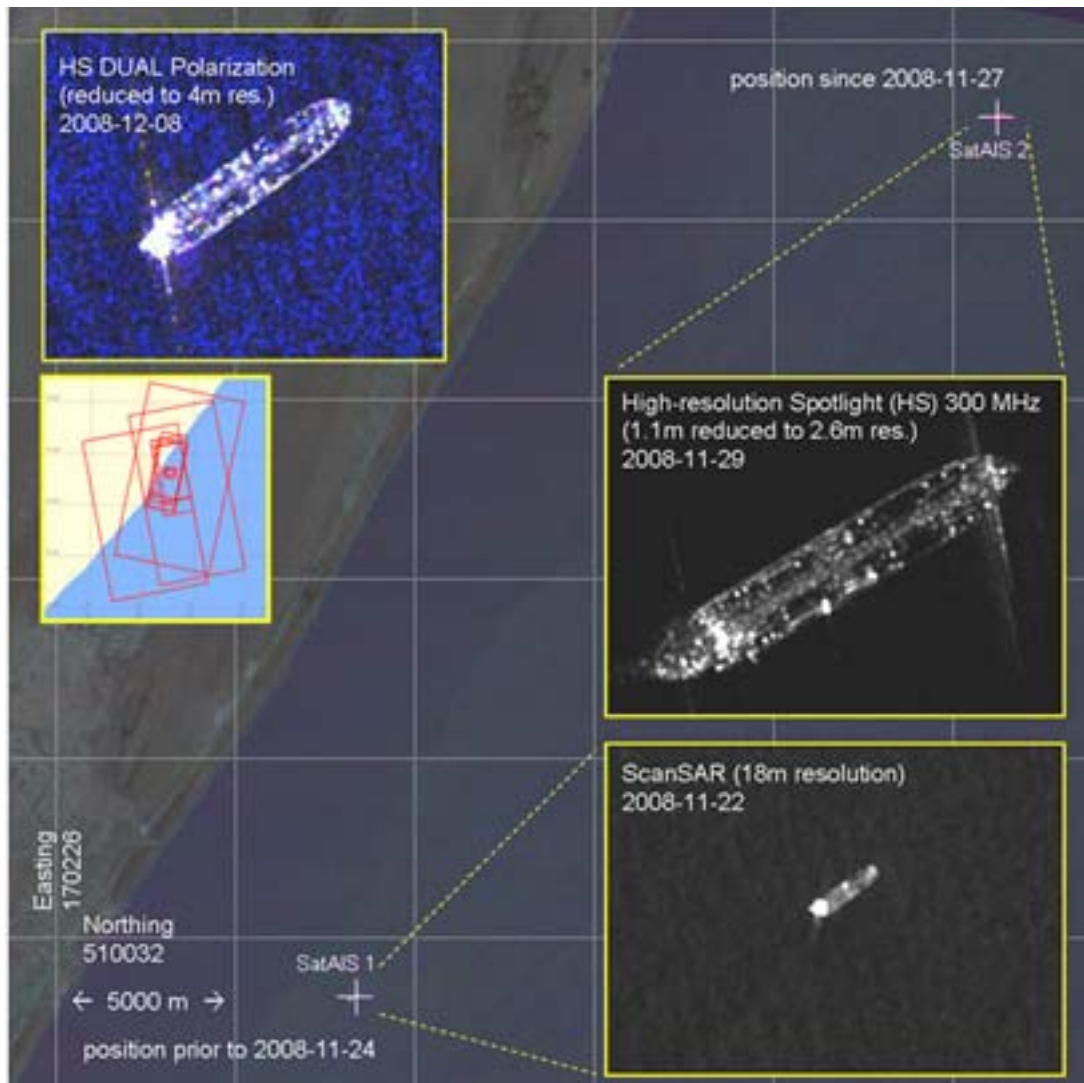 HS DUAL Polarization
(reduced to 4m res.)
2008-12-08
position since 2008-11-27
SatAIS 2
High-resolution Spotlight (HS) 300 MHz
(1.1m reduced to 2.6m res.)
2008-11-29
ScanSAR (18m resolution)
2008-11-22
Easting
170226
Northing
510032
SatAIS 1
← 5000 m →
position prior to 2008-11-24